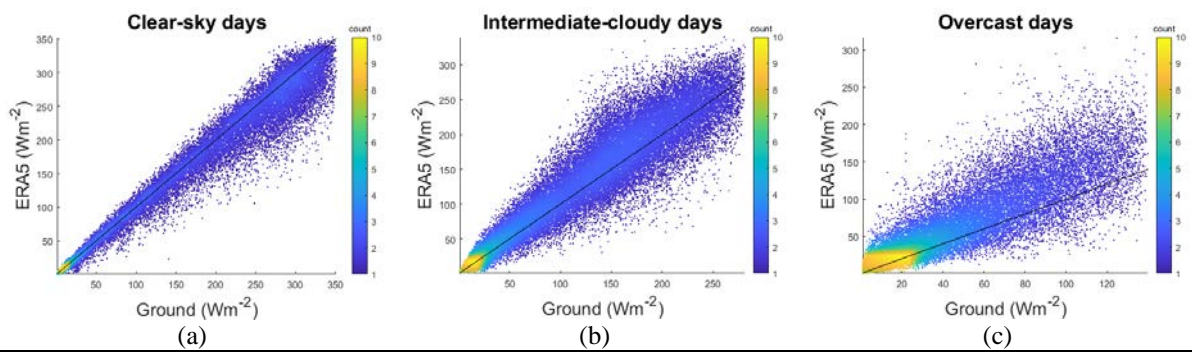 Clear-sky days
count
10
9
8
7
6
5
4
3
2
1
350
300
250
200
150
100
50
ERA5 (Wm-2)
50 100 150 200 250 300 350
Ground (Wm-2)
(a)
Intermediate-cloudy days
count
10
9
8
7
6
5
4
3
2
1
300
250
200
150
100
50
ERA5 (Wm-2)
50 100 150 200 250
Ground (Wm-2)
(b)
Overcast days
count
10
9
8
7
6
5
4
3
2
1
300
250
200
150
100
50
ERA5 (Wm-2)
20 40 60 80 100 120
Ground (Wm-2)
(c)